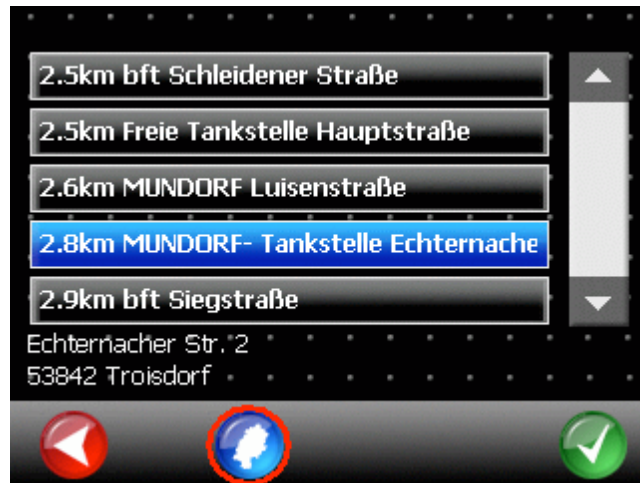 2.5km bft Schleidener Straße
2.5km Freie Tankstelle Hauptstraße
2.6km MUNDORF Luisenstraße
2.8km MUNDORF- Tankstelle Echternache
2.9km bft Siegstraße
Echternacher Str. 2
53842 Troisdorf